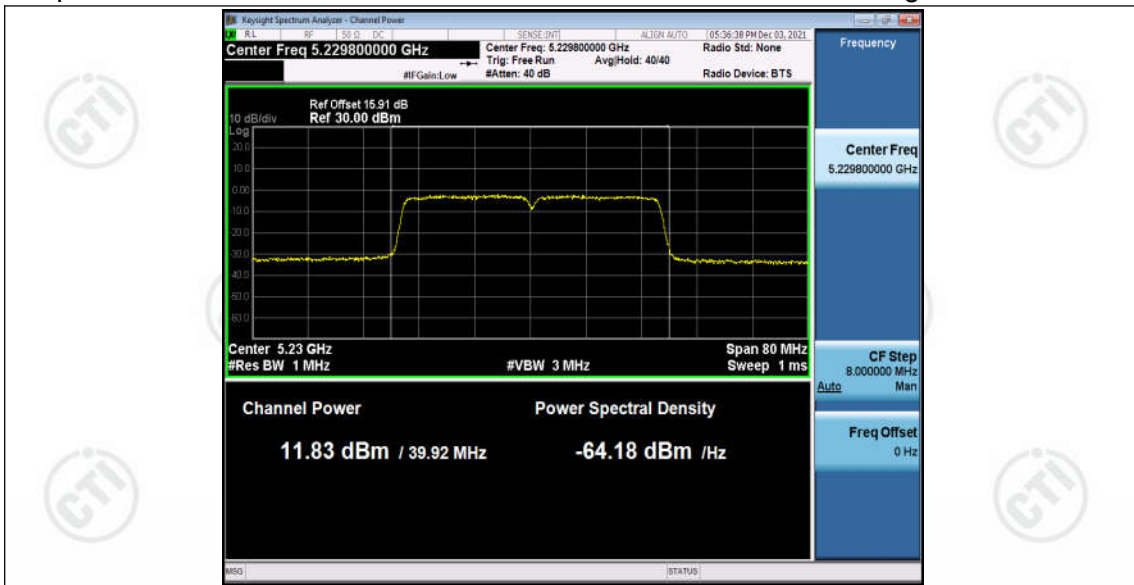 Keysight Spectrum Analyzer - Channel Power
RL RF 50 Ω DC SENSE:INT ALIGN AUTO 05:36:38 PM Dec 03, 2021
Center Freq 5.229800000 GHz
Center Freq: 5.229800000 GHz
Radio Std: None
Trig: Free Run Avg|Hold: 40/40
#IFGain:Low #Atten: 40 dB
Radio Device: BTS
Frequency
Ref Offset 15.91 dB
10 dB/div Ref 30.00 dBm
Log
20.0
10.0
0.00
-10.0
-20.0
-30.0
-40.0
-50.0
-60.0
Center 5.23 GHz Span 80 MHz
#Res BW 1 MHz #VBW 3 MHz Sweep 1 ms
Channel Power Power Spectral Density
11.83 dBm / 39.92 MHz -64.18 dBm /Hz
Center Freq
5.229800000 GHz
CF Step
8.000000 MHz
Auto Man
Freq Offset
0 Hz
MSG STATUS
CTI
CTI
CTI
CTI